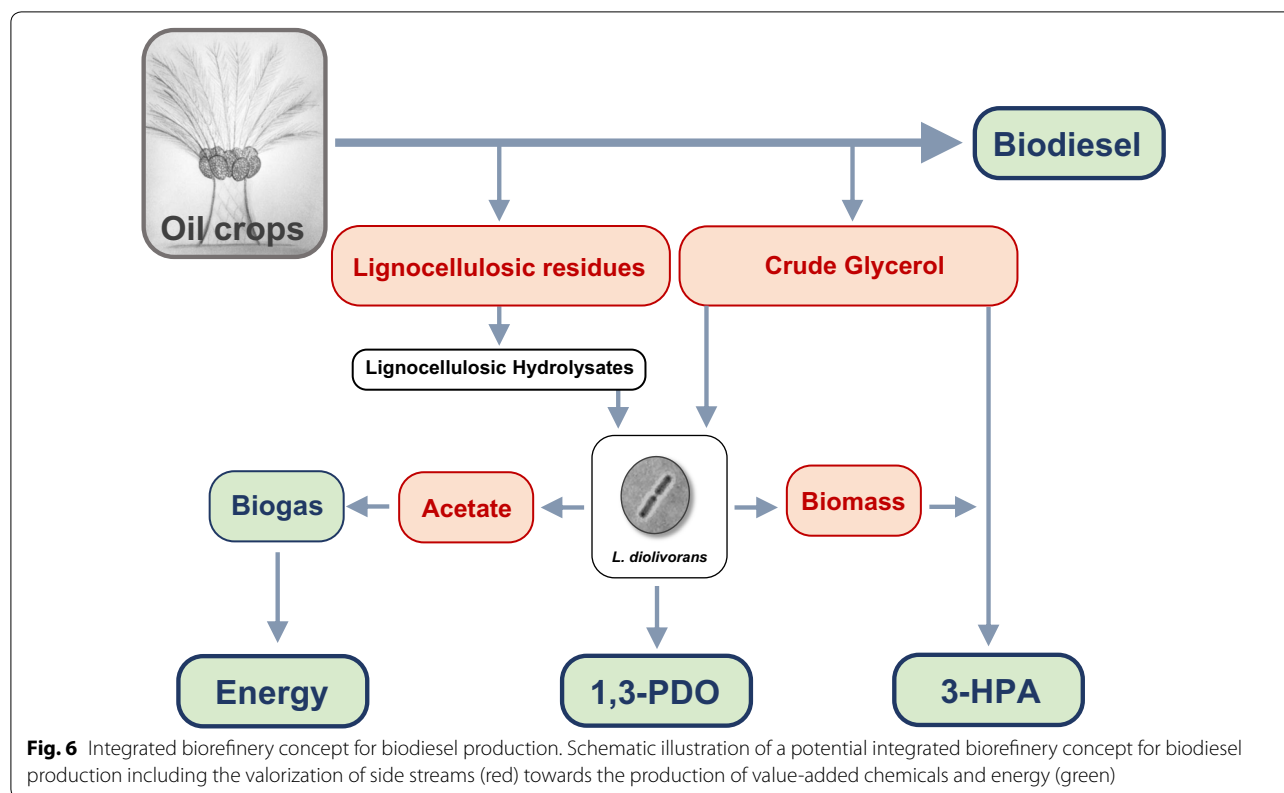 Oil crops
Biodiesel
Lignocellulosic residues
Crude Glycerol
Lignocellulosic Hydrolysates
Biogas
Acetate
L. diolivorans
Biomass
Energy
1,3-PDO
3-HPA
Fig. 6 Integrated biorefinery concept for biodiesel production. Schematic illustration of a potential integrated biorefinery concept for biodiesel
production including the valorization of side streams (red) towards the production of value-added chemicals and energy (green)